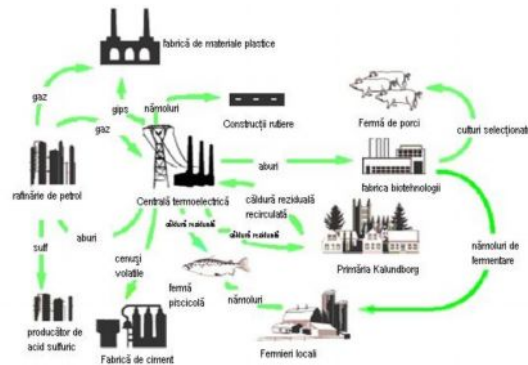 fabrică de materiale plastice
gaz
gips
nămoluri
gaz
Construcții rutiere
Fermă de porci
culturi selecționat
rafinărie de petrol
Centrală termoelectrică
aburi
fabrica biotehnologii
căldură reziduală
recirculată
căldură reziduală
căldură reziduală
sulf
aburi
cenuși
volatile
Primăria Kalundborg
nămoluri de
fermentare
fermă
piscicolă
nămoluri
producător de
acid sulfuric
Fabrică de ciment
Fermieri locali